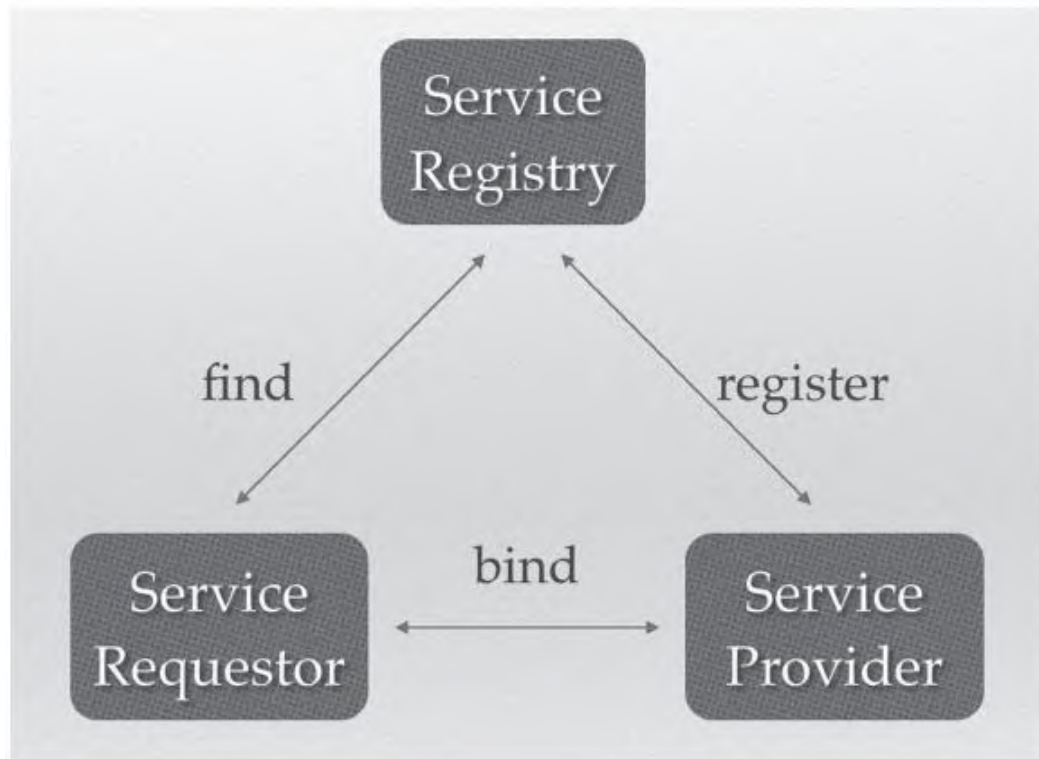 Service
Registry
find
register
bind
Service
Requestor
Service
Provider